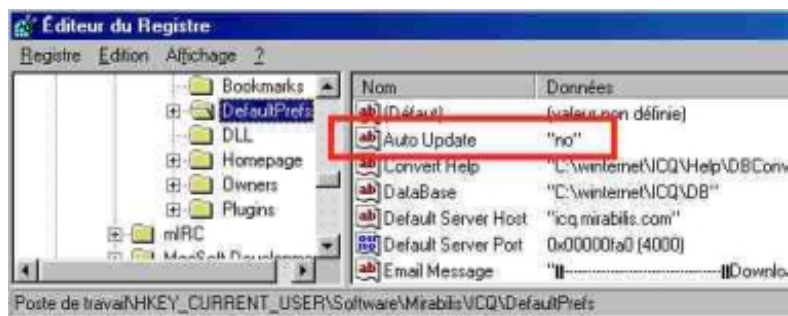 Éditeur du Registre
Registre Edition Affichage ?
Bookmarks
DefaultPrefs
DLL
Homepage
Owners
Plugins
mIRC
Nom Données
(Défaut) (valeur non définie)
Auto Update "no"
Convert Help "C:\winternet\ICQ\Help\DBConv
DataBase "C:\winternet\ICQ\DB"
Default Server Host "icq.mirabilis.com"
Default Server Port 0x00000fa0 (4000)
Email Message "||-----------------------||Downlo
Poste de travail\HKEY_CURRENT_USER\Software\Mirabilis\ICQ\DefaultPrefs